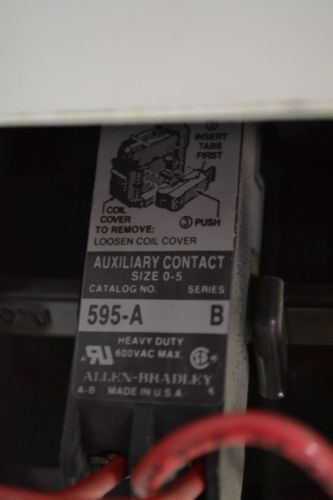 ②
INSERT
TABS
FIRST
COIL
COVER
③ PUSH
TO REMOVE:
LOOSEN COIL COVER
AUXILIARY CONTACT
SIZE 0-5
CATALOG NO. SERIES
595-A B
HEAVY DUTY
600VAC MAX.
ALLEN-BRADLEY
A-B MADE IN U.S.A.